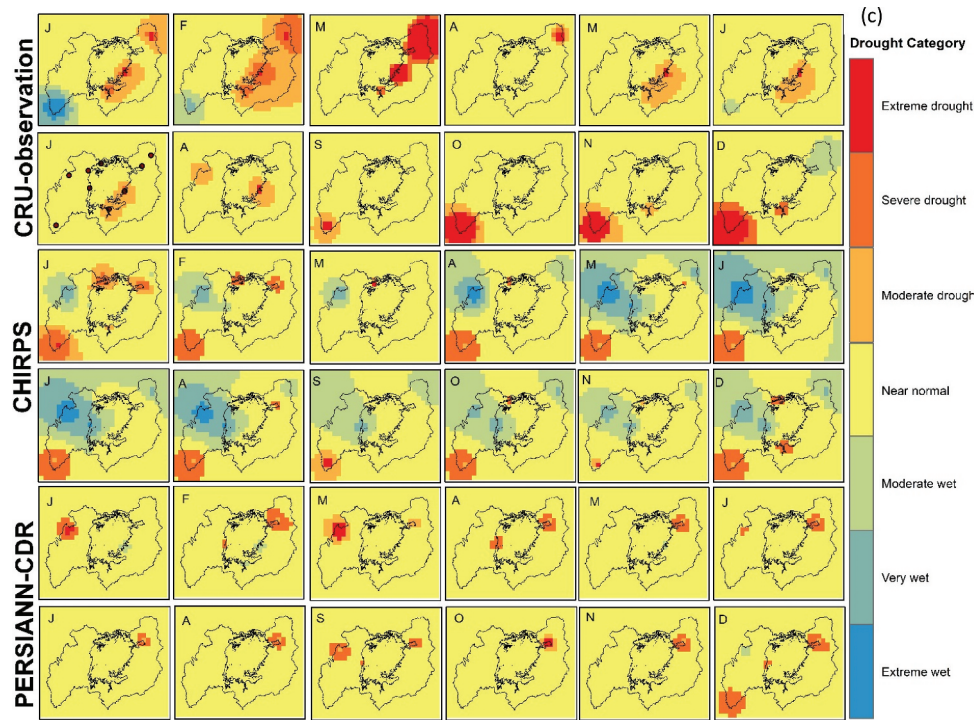 (c)
Drought Category
Extreme drought
Severe drought
Moderate drough
Near normal
Moderate wet
Very wet
Extreme wet
CRU-observation
J F M A M J
J A S O N D
CHIRPS
J F M A M J
J A S O N D
PERSIANN-CDR
J F M A M J
J A S O N D